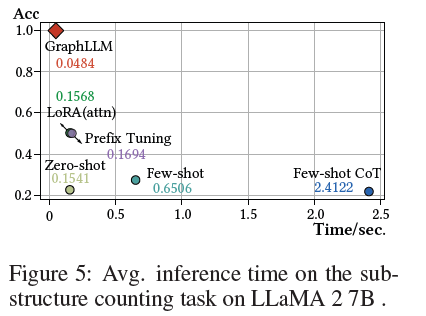 Acc
1.0
GraphLLM
0.0484
0.8
0.1568
0.6
LoRA(attn)
Prefix Tuning
0.4
0.1694
Zero-shot
0.1541
Few-shot
0.6506
Few-shot CoT
2.4122
0.2
0 0.5 1.0 1.5 2.0 2.5
Time/sec.
Figure 5: Avg. inference time on the sub-
structure counting task on LLaMA 2 7B .